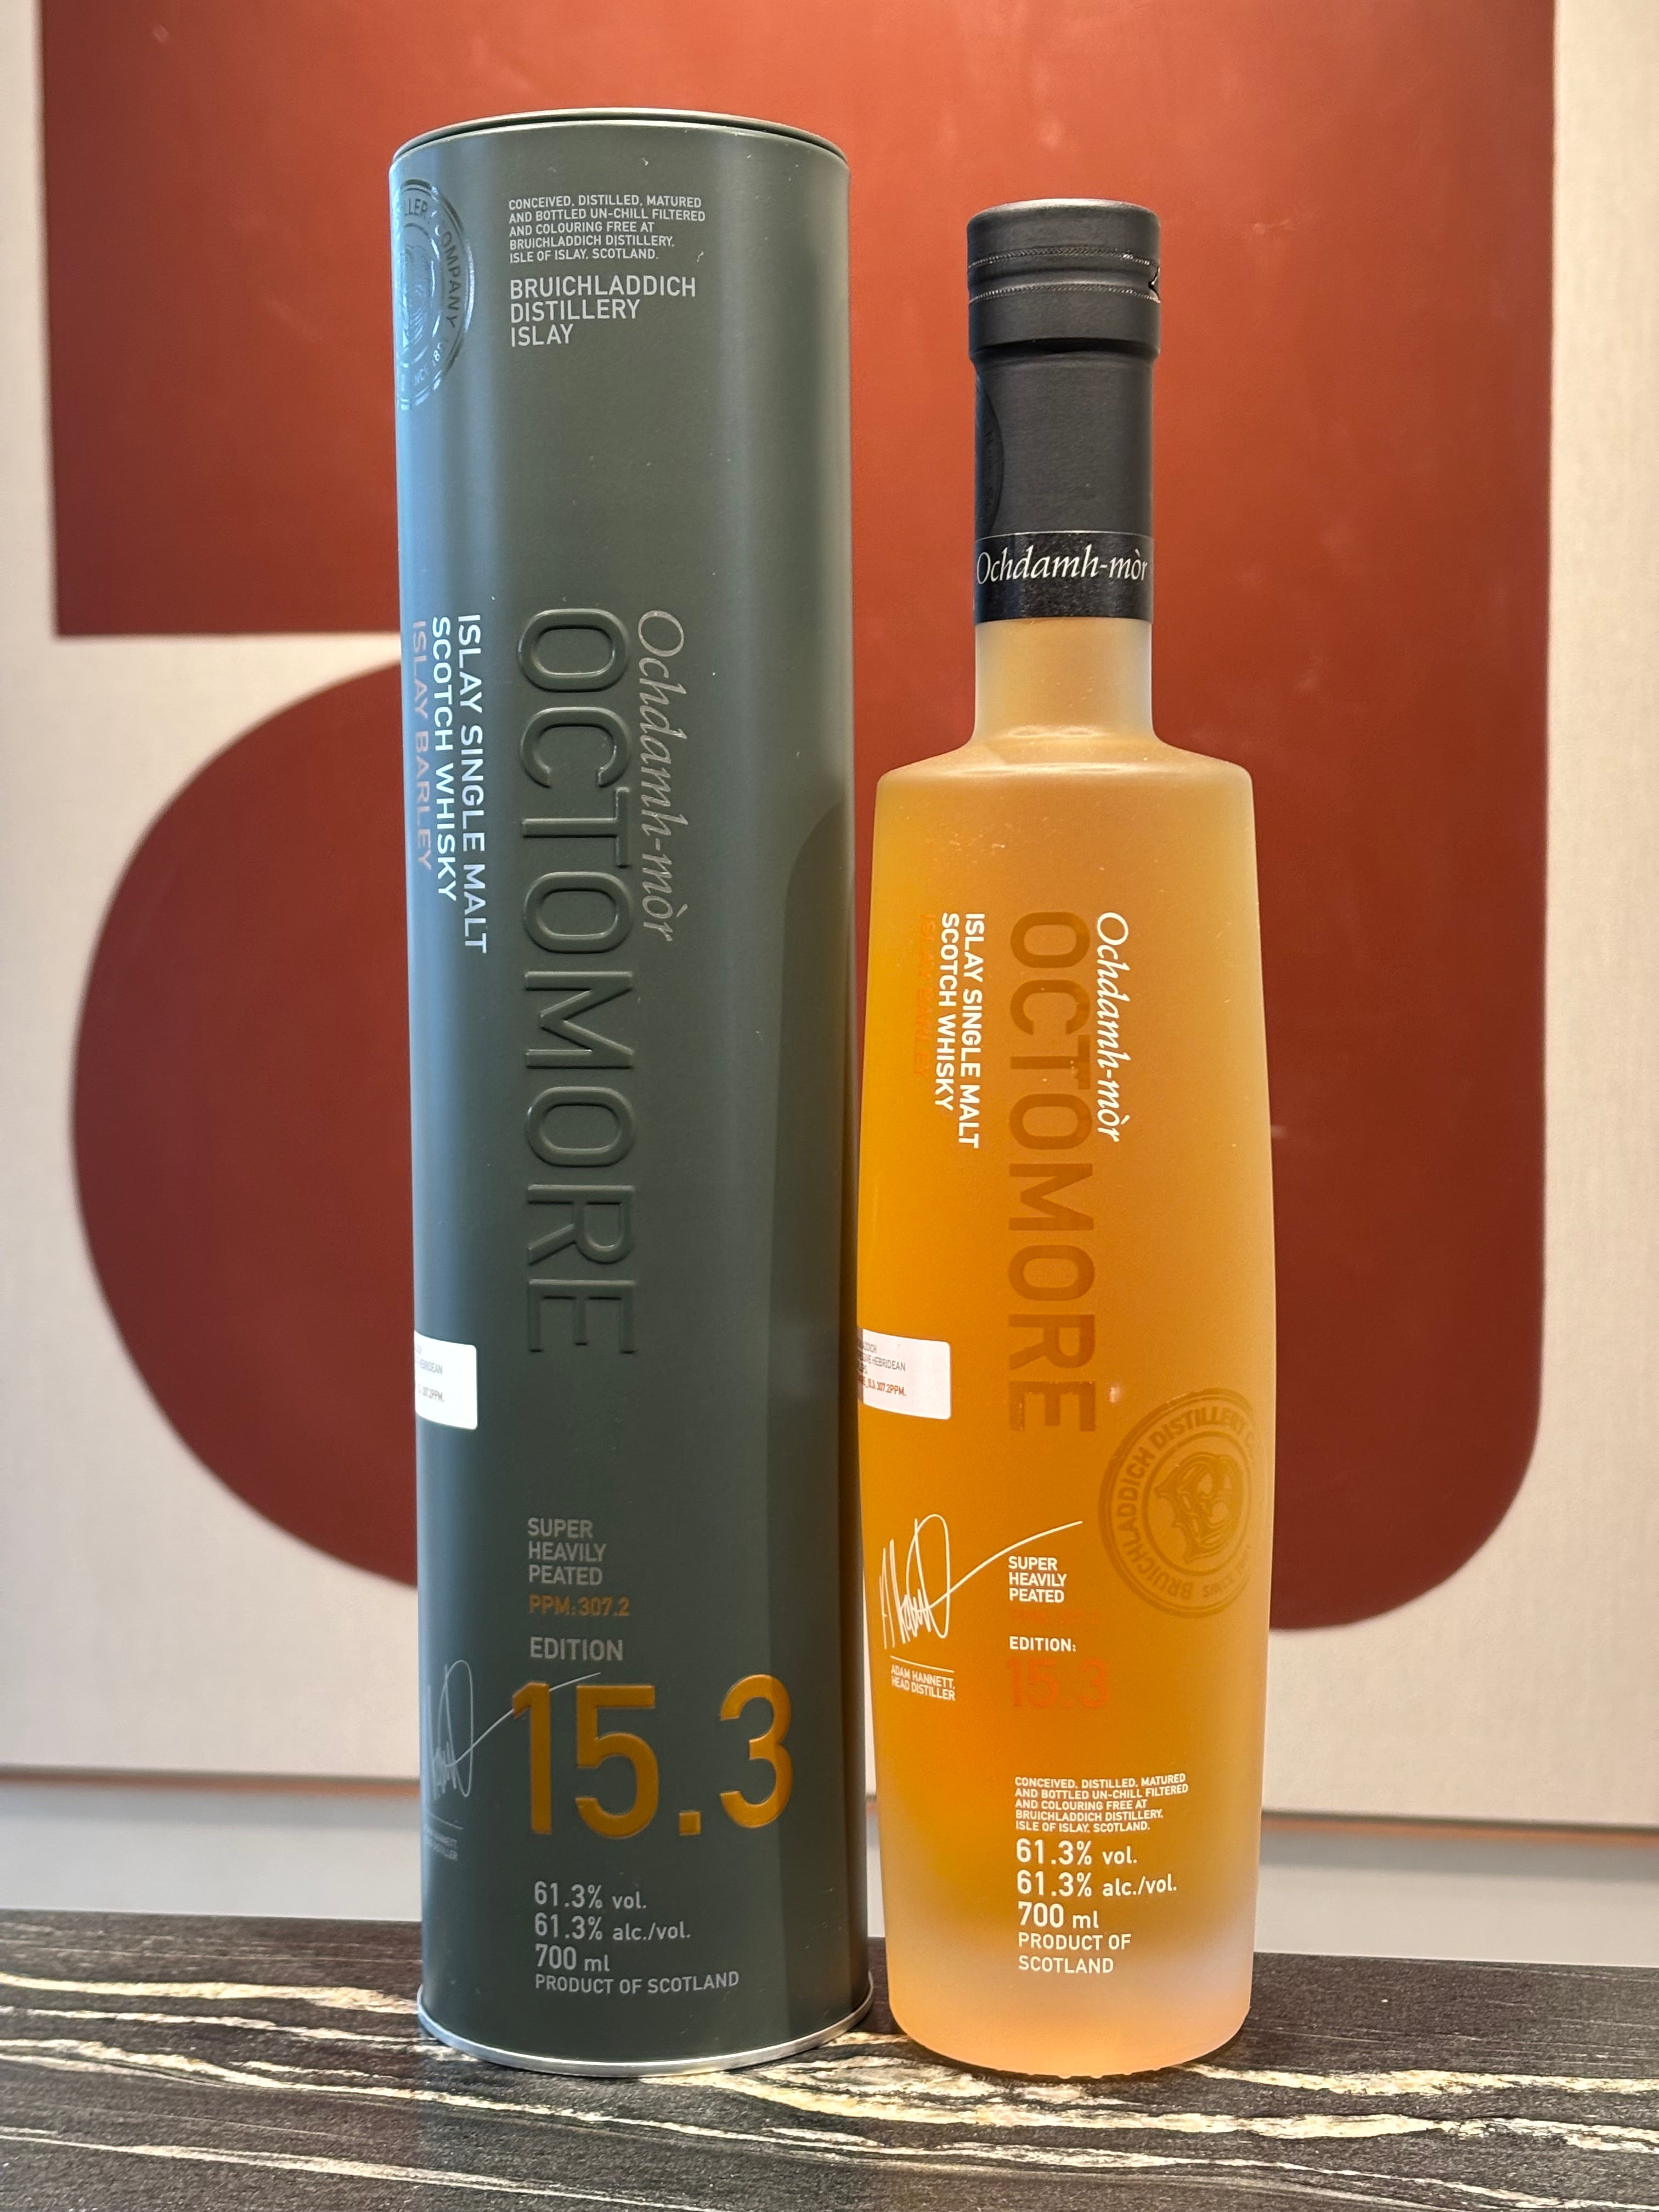 CONCEIVED, DISTILLED, MATURED
AND BOTTLED UN-CHILL FILTERED
AND COLOURING FREE AT
BRUICHLADDICH DISTILLERY,
ISLE OF ISLAY, SCOTLAND.
BRUICHLADDICH
DISTILLERY
ISLAY
COMPANY
Ochdamh-mòr
OCTOMORE
ISLAY SINGLE MALT
SCOTCH WHISKY
ISLAY BARLEY
SUPER
HEAVILY
PEATED
PPM:307.2
EDITION
15.3
61.3% vol.
61.3% alc./vol.
700 ml
PRODUCT OF SCOTLAND
Ochdamh-mòr
Ochdamh-mòr
OCTOMORE
ISLAY SINGLE MALT
SCOTCH WHISKY
ISLAY BARLEY
HEBRIDEAN
307.2PPM.
BRUICHLADDICH DISTILLERY
SUPER
HEAVILY
PEATED
EDITION:
15.3
ADAM HANNETT,
HEAD DISTILLER
CONCEIVED, DISTILLED, MATURED
AND BOTTLED UN-CHILL FILTERED
AND COLOURING FREE AT
BRUICHLADDICH DISTILLERY,
ISLE OF ISLAY, SCOTLAND.
61.3% vol.
61.3% alc./vol.
700 ml
PRODUCT OF
SCOTLAND